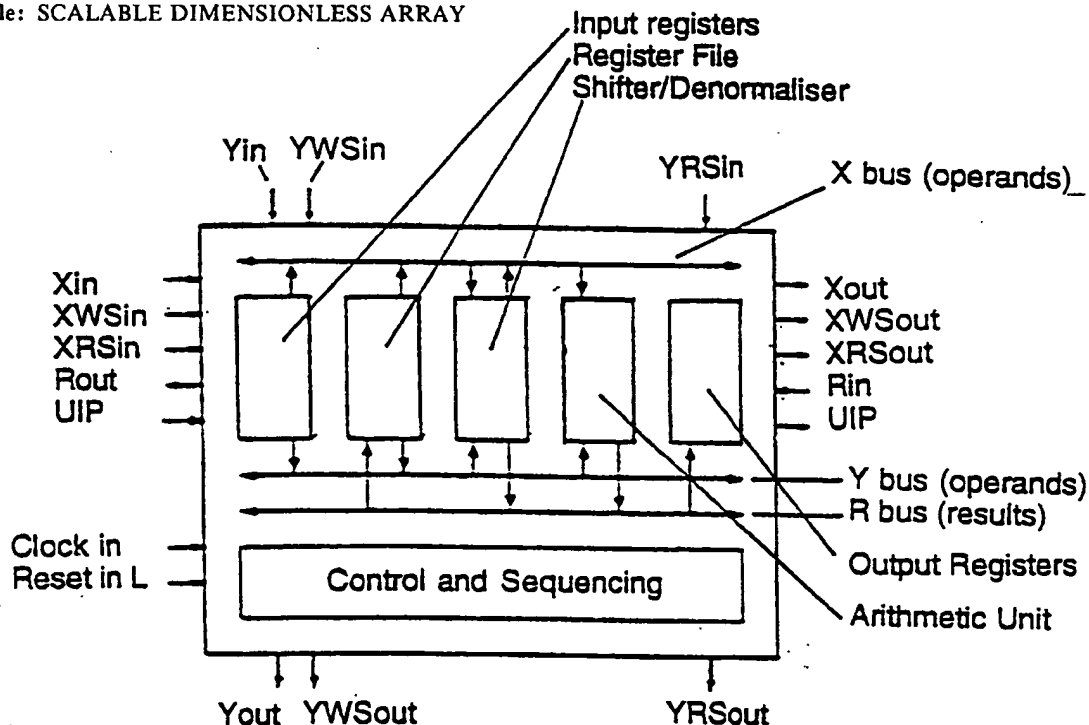 le: SCALABLE DIMENSIONLESS ARRAY
Input registers
Register File
Shifter/Denormaliser
Yin YWSin
YRSin
X bus (operands)
Xin
XWSin
XRSin
Rout
UIP
Xout
XWSout
XRSout
Rin
UIP
Y bus (operands)
R bus (results)
Clock in
Reset in L
Control and Sequencing
Output Registers
Arithmetic Unit
Yout YWSout
YRSout